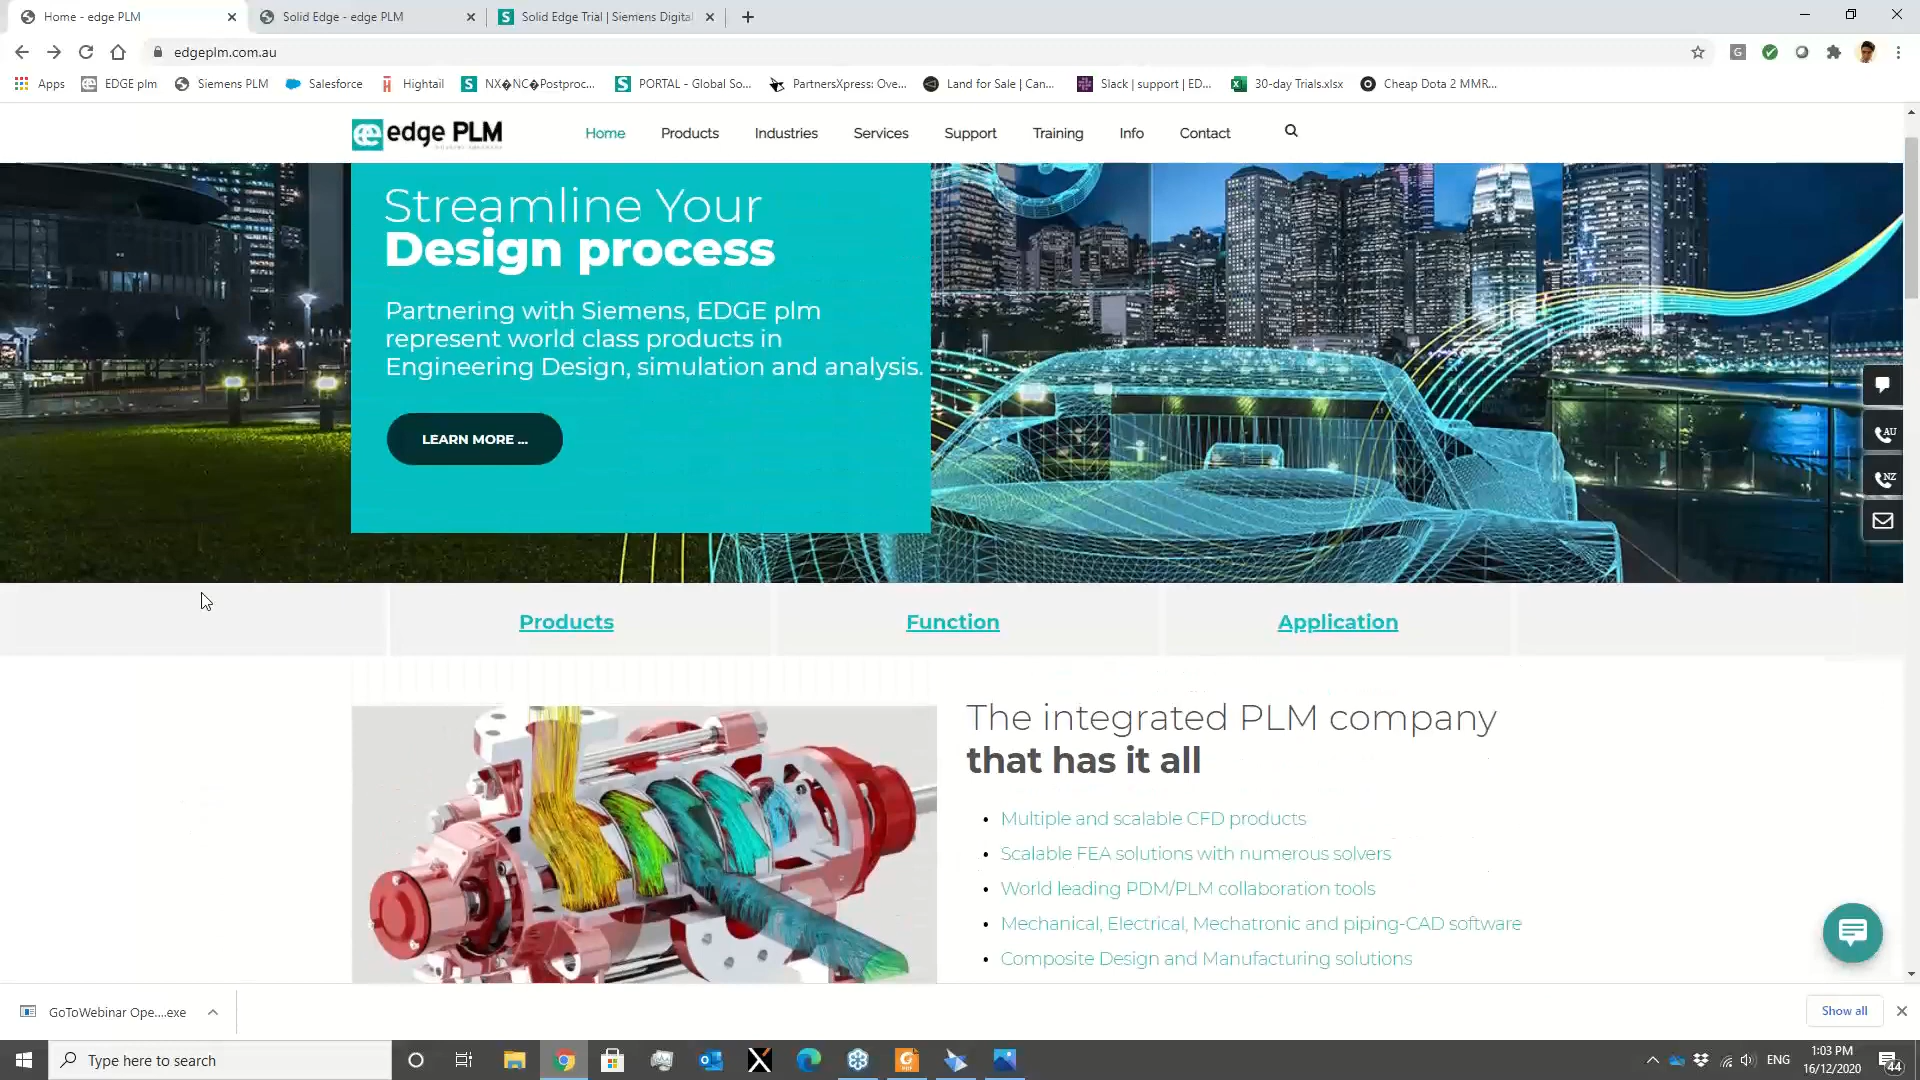 Home - edge PLM
Solid Edge - edge PLM
Solid Edge Trial | Siemens Digital
edgeplm.com.au
Apps
EDGE plm
Siemens PLM
Salesforce
Hightail
NX�NC�Postproc...
PORTAL - Global So...
PartnersXpress: Ove...
Land for Sale | Can...
Slack | support | ED...
30-day Trials.xlsx
Cheap Dota 2 MMR...
edge PLM
Home
Products
Industries
Services
Support
Training
Info
Contact
Streamline Your
Design process
Partnering with Siemens, EDGE plm
represent world class products in
Engineering Design, simulation and analysis.
LEARN MORE ...
AU
NZ
Products
Function
Application
The integrated PLM company
that has it all
• Multiple and scalable CFD products
• Scalable FEA solutions with numerous solvers
• World leading PDM/PLM collaboration tools
• Mechanical, Electrical, Mechatronic and piping-CAD software
• Composite Design and Manufacturing solutions
GoToWebinar Ope....exe
Show all
Type here to search
ENG
1:03 PM
16/12/2020
44